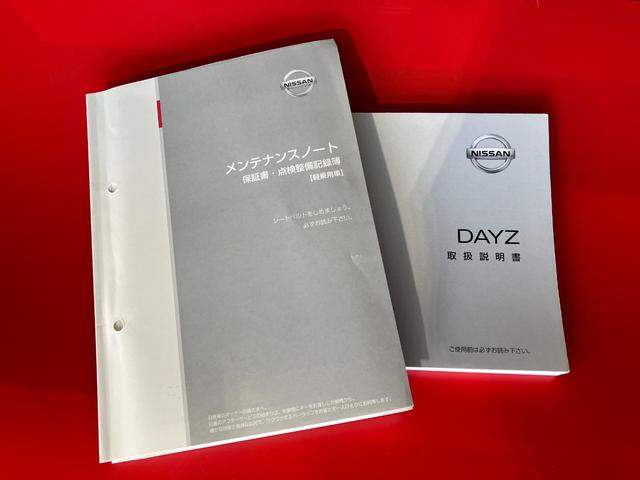 NISSAN
メンテナンスノート
保証書・点検整備記録簿
【軽乗用車】
シートベルトをしめましょう。
必ずお読み下さい。
NISSAN
DAYZ
取扱説明書
ご使用前は必ずお読み下さい。